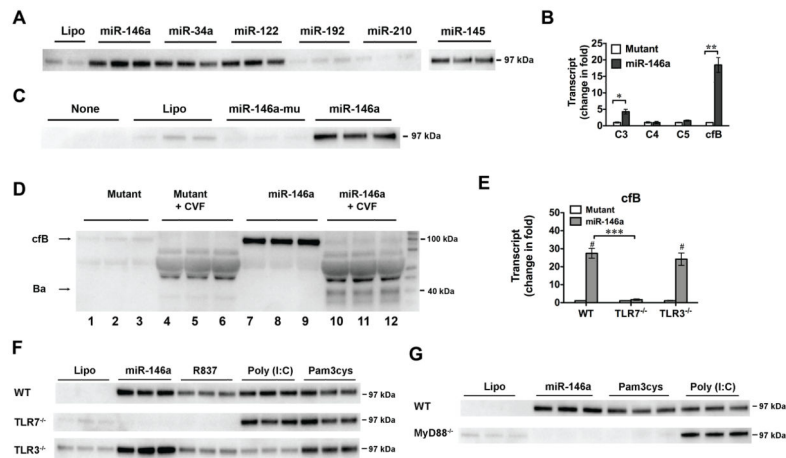 A
Lipo miR-146a miR-34a miR-122 miR-192 miR-210 miR-145
97 kDa
B
Mutant
miR-146a
Transcript
(change in fold)
25
20
15
10
5
0
* **
C3 C4 C5 cfB
C
None Lipo miR-146a-mu miR-146a
97 kDa
D
Mutant Mutant + CVF miR-146a miR-146a + CVF
cfB 100 kDa
Ba 40 kDa
1 2 3 4 5 6 7 8 9 10 11 12
E
cfB
Mutant
miR-146a
Transcript
(change in fold)
50
40
30
20
10
0
# *** #
WT TLR7-/- TLR3-/-
F
Lipo miR-146a R837 Poly (I:C) Pam3cys
WT 97 kDa
TLR7-/- 97 kDa
TLR3-/- 97 kDa
G
Lipo miR-146a Pam3cys Poly (I:C)
WT 97 kDa
MyD88-/- 97 kDa